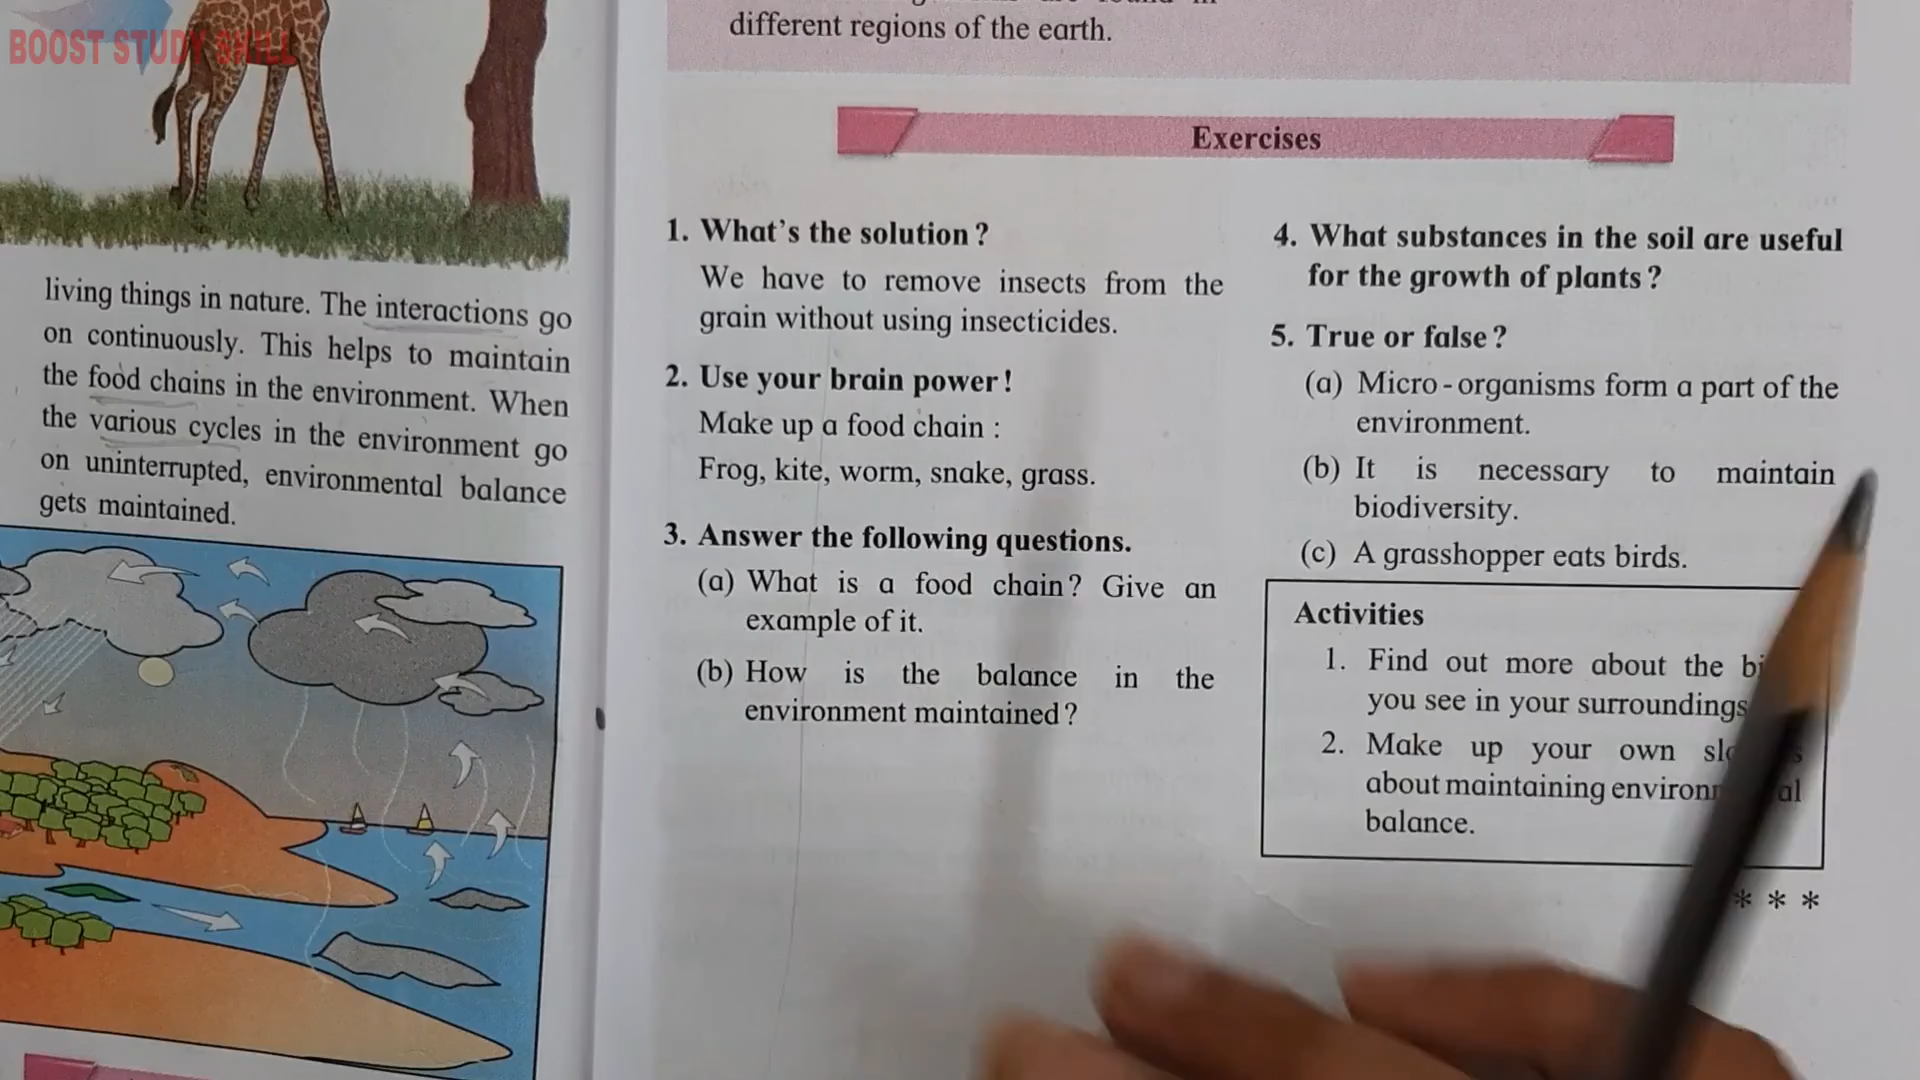 BOOST STUDY SKILL
living things in nature. The interactions go
on continuously. This helps to maintain
the food chains in the environment. When
the various cycles in the environment go
on uninterrupted, environmental balance
gets maintained.
different regions of the earth.
Exercises
1. What's the solution?
We have to remove insects from the
grain without using insecticides.
2. Use your brain power!
Make up a food chain :
Frog, kite, worm, snake, grass.
3. Answer the following questions.
(a) What is a food chain? Give an
example of it.
(b) How is the balance in the
environment maintained?
4. What substances in the soil are useful
for the growth of plants?
5. True or false?
(a) Micro-organisms form a part of the
environment.
(b) It is necessary to maintain
biodiversity.
(c) A grasshopper eats birds.
Activities
1. Find out more about the
you see in your surroundings
2. Make up your own
about maintaining
balance.
* * *